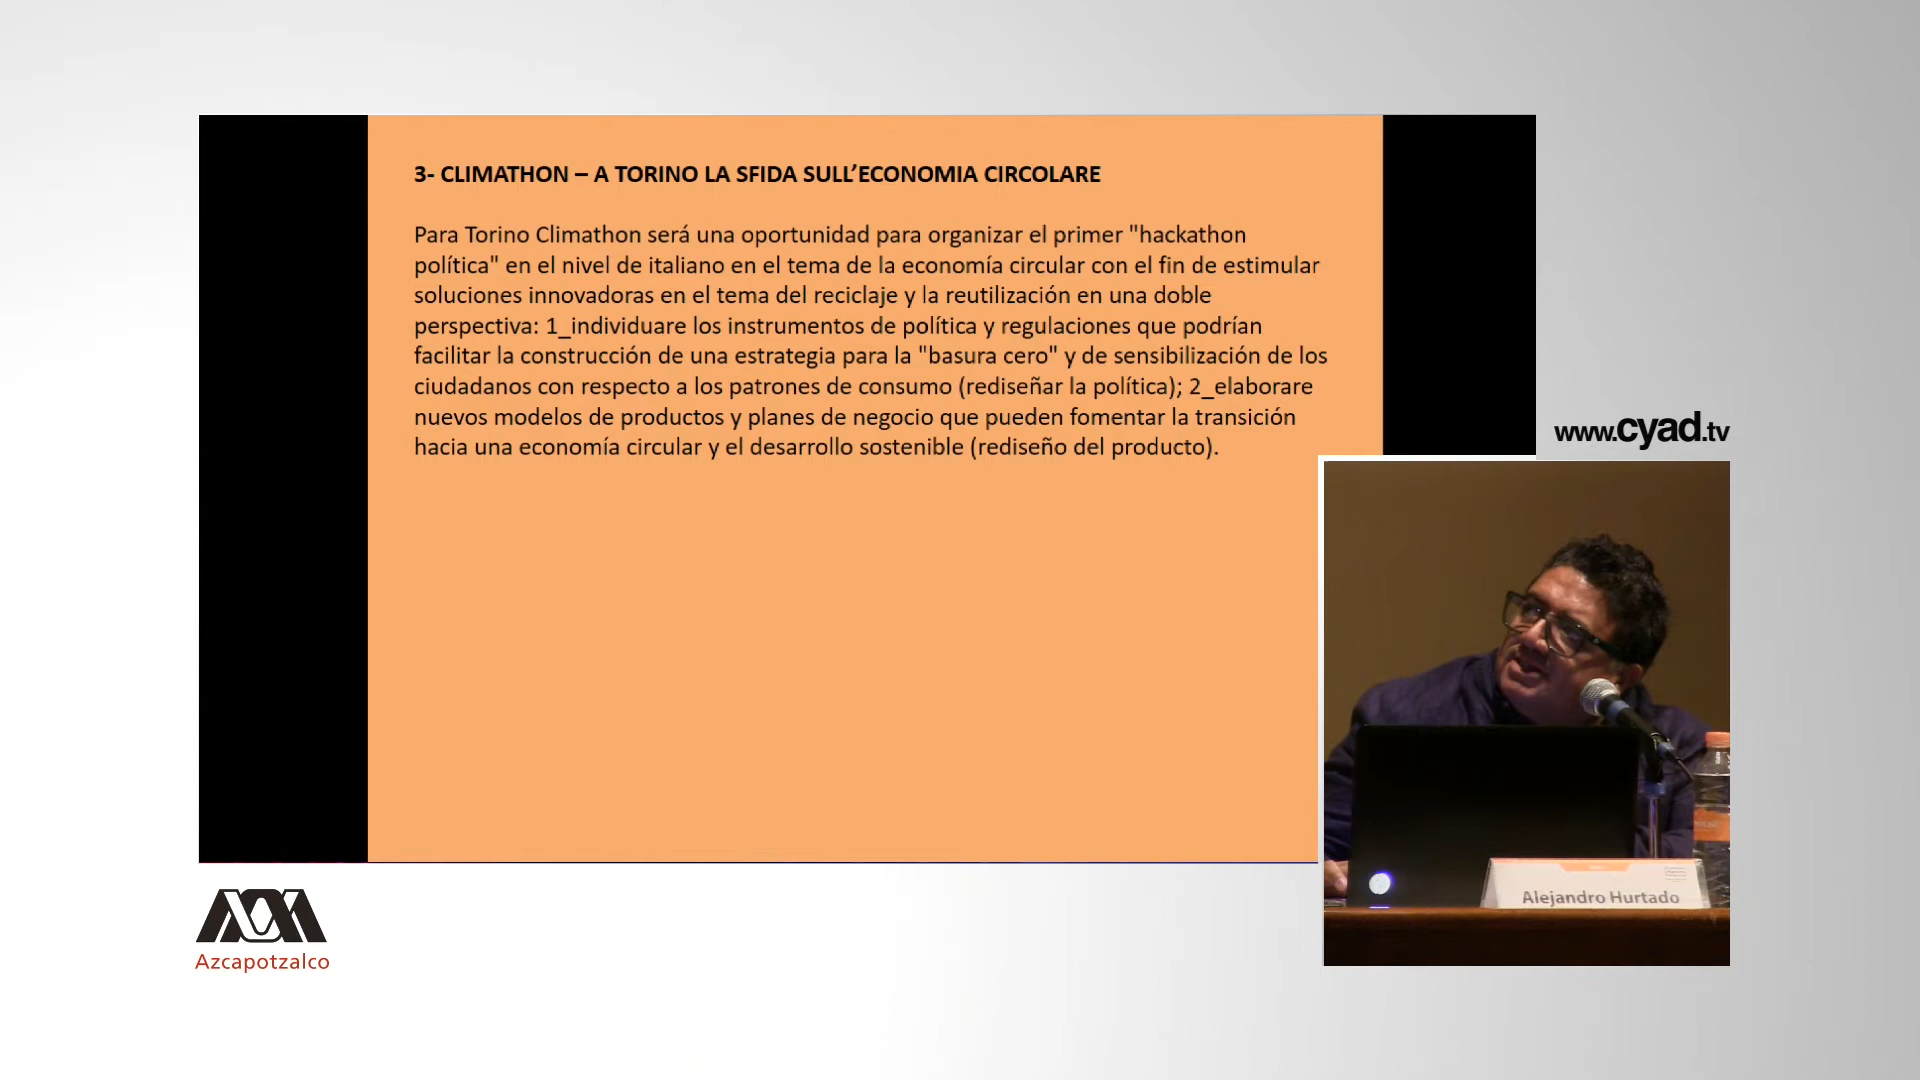 3- CLIMATHON – A TORINO LA SFIDA SULL’ECONOMIA CIRCOLARE
Para Torino Climathon será una oportunidad para organizar el primer "hackathon
política" en el nivel de italiano en el tema de la economía circular con el fin de estimular
soluciones innovadoras en el tema del reciclaje y la reutilización en una doble
perspectiva: 1_individuare los instrumentos de política y regulaciones que podrían
facilitar la construcción de una estrategia para la "basura cero" y de sensibilización de los
ciudadanos con respecto a los patrones de consumo (rediseñar la política); 2_elaborare
nuevos modelos de productos y planes de negocio que pueden fomentar la transición
hacia una economía circular y el desarrollo sostenible (rediseño del producto).
www.cyad.tv
Alejandro Hurtado
Azcapotzalco